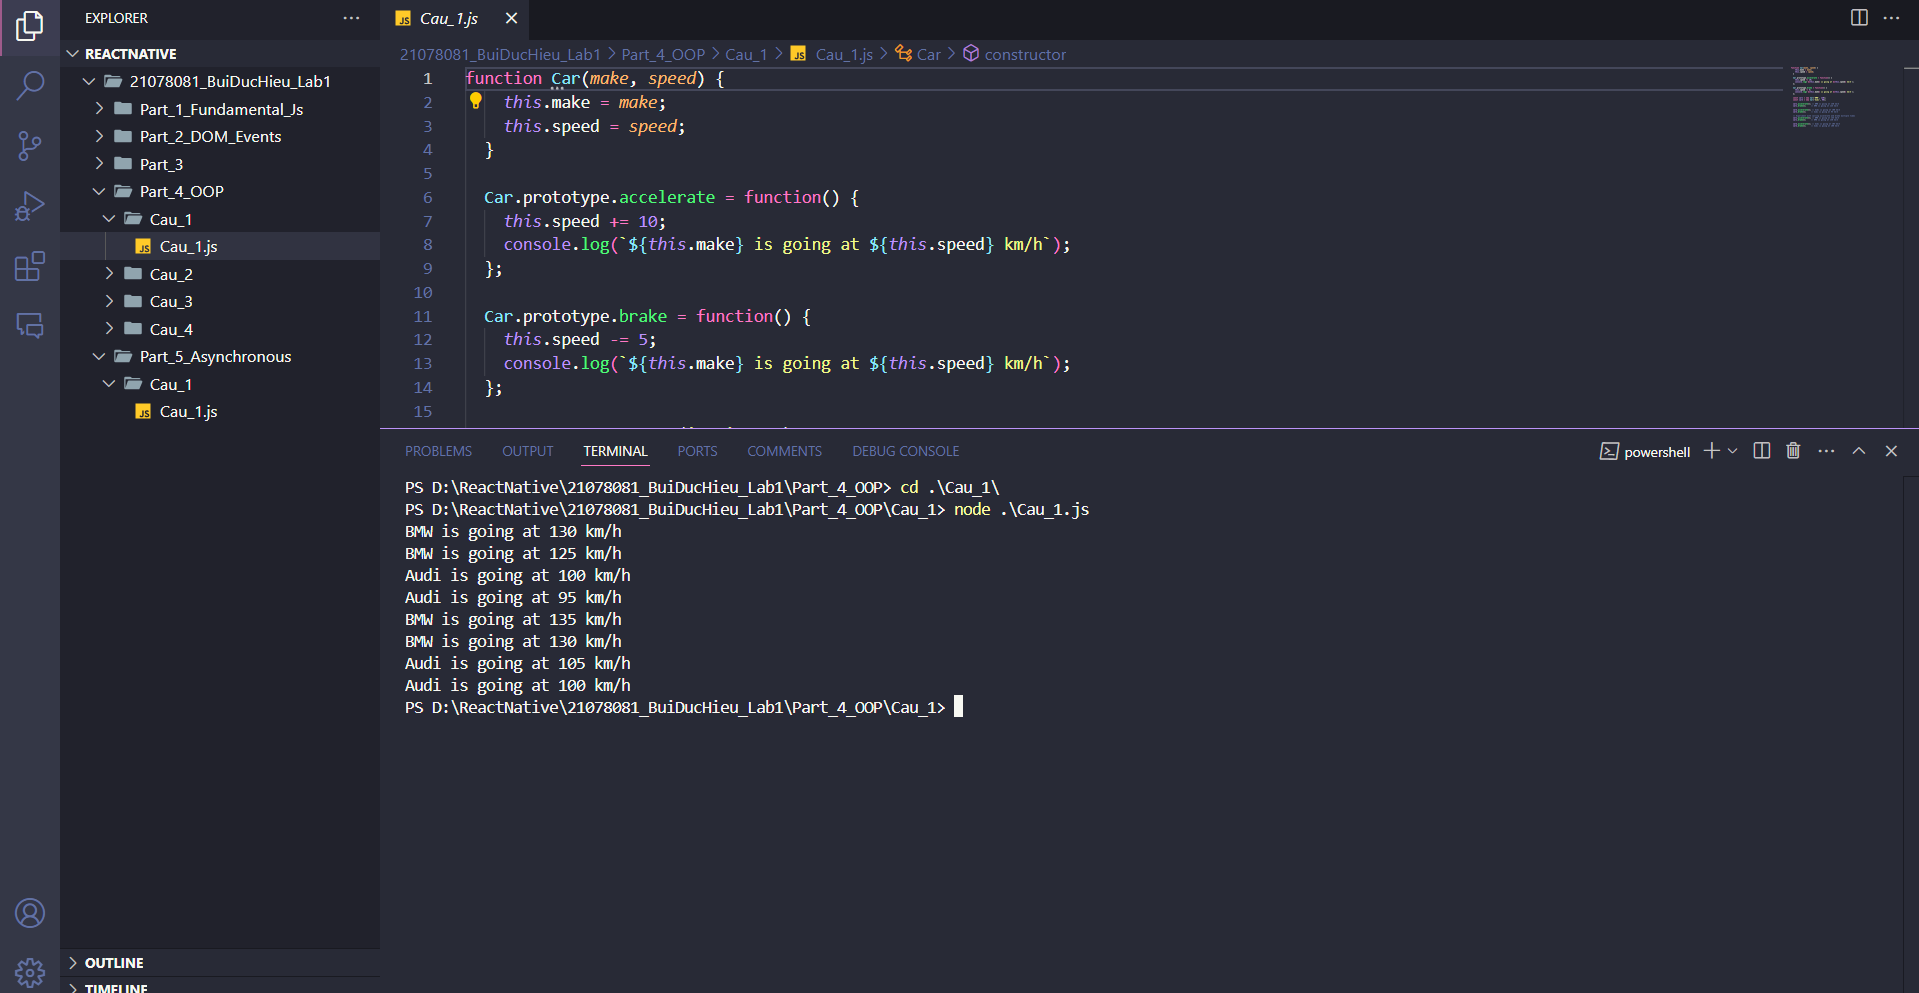 EXPLORER
REACTNATIVE
21078081_BuiDucHieu_Lab1
Part_1_Fundamental_Js
Part_2_DOM_Events
Part_3
Part_4_OOP
Cau_1
JS Cau_1.js
Cau_2
Cau_3
Cau_4
Part_5_Asynchronous
Cau_1
JS Cau_1.js
OUTLINE
TIMELINE
JS Cau_1.js
21078081_BuiDucHieu_Lab1 > Part_4_OOP > Cau_1 > JS Cau_1.js > Car > constructor
1 function Car(make, speed) {
2 this.make = make;
3 this.speed = speed;
4 }
5
6 Car.prototype.accelerate = function() {
7 this.speed += 10;
8 console.log(`${this.make} is going at ${this.speed} km/h`);
9 };
10
11 Car.prototype.brake = function() {
12 this.speed -= 5;
13 console.log(`${this.make} is going at ${this.speed} km/h`);
14 };
15
PROBLEMS OUTPUT TERMINAL PORTS COMMENTS DEBUG CONSOLE powershell
PS D:\ReactNative\21078081_BuiDucHieu_Lab1\Part_4_OOP> cd .\Cau_1\
PS D:\ReactNative\21078081_BuiDucHieu_Lab1\Part_4_OOP\Cau_1> node .\Cau_1.js
BMW is going at 130 km/h
BMW is going at 125 km/h
Audi is going at 100 km/h
Audi is going at 95 km/h
BMW is going at 135 km/h
BMW is going at 130 km/h
Audi is going at 105 km/h
Audi is going at 100 km/h
PS D:\ReactNative\21078081_BuiDucHieu_Lab1\Part_4_OOP\Cau_1>